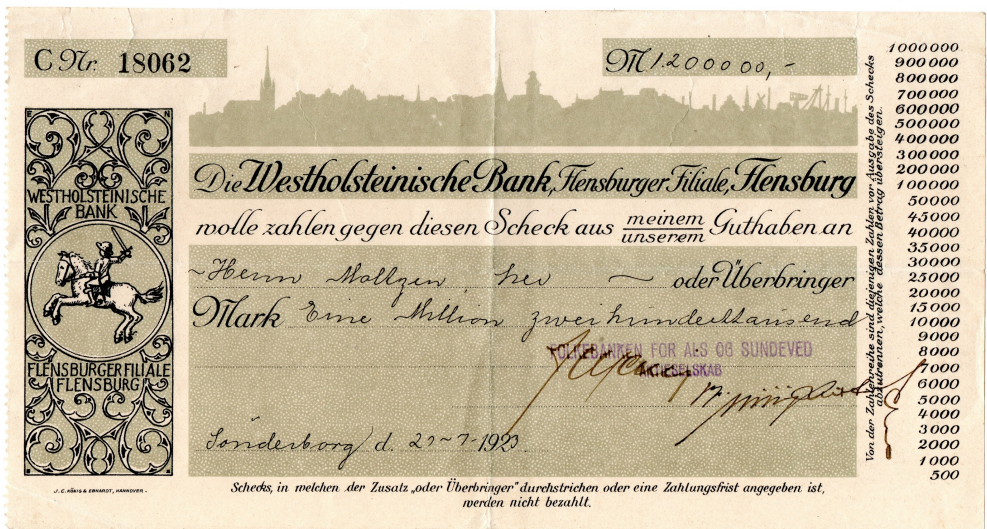 C Nr. 18062
M 1.200000,-
E N
WESTHOLSTEINISCHE
BANK
FLENSBURGER FILIALE
FLENSBURG
J. C. KÖNIG & EBHARDT, HANNOVER.
Die Westholsteinische Bank, Flensburger Filiale, Flensburg
wolle zahlen gegen diesen Scheck aus meinem
unserem Guthaben an
Herrn Moltzen, hier oder Überbringer
Mark Eine Million zweihunderttausend
FOLKEBANKEN FOR ALS OG SUNDEVED
AKTIESELSKAB
Sonderborg d. 1923
Schecks, in welchen der Zusatz „oder Überbringer" durchstrichen oder eine Zahlungsfrist angegeben ist,
werden nicht bezahlt.
Von der Zahlenreihe sind diejenigen Zahlen vor Ausgabe des Schecks
abzutrennen, welche dessen Betrag übersteigen.
1000000
900000
800000
700000
600000
500000
400000
300000
200000
100000
50000
45000
40000
35000
30000
25000
20000
15000
10000
9000
8000
7000
6000
5000
4000
3000
2000
1000
500